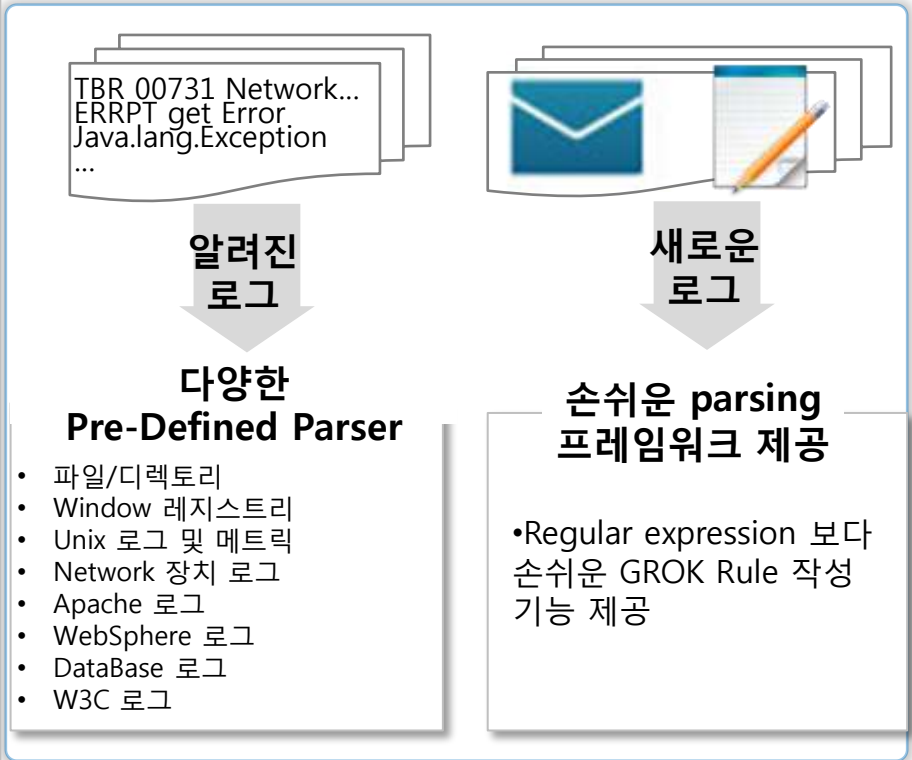 TBR 00731 Network...
ERRPT get Error
Java.lang.Exception
...
알려진
로그
다양한
Pre-Defined Parser
• 파일/디렉토리
• Window 레지스트리
• Unix 로그 및 메트릭
• Network 장치 로그
• Apache 로그
• WebSphere 로그
• DataBase 로그
• W3C 로그
새로운
로그
손쉬운 parsing
프레임워크 제공
•Regular expression 보다
손쉬운 GROK Rule 작성
기능 제공